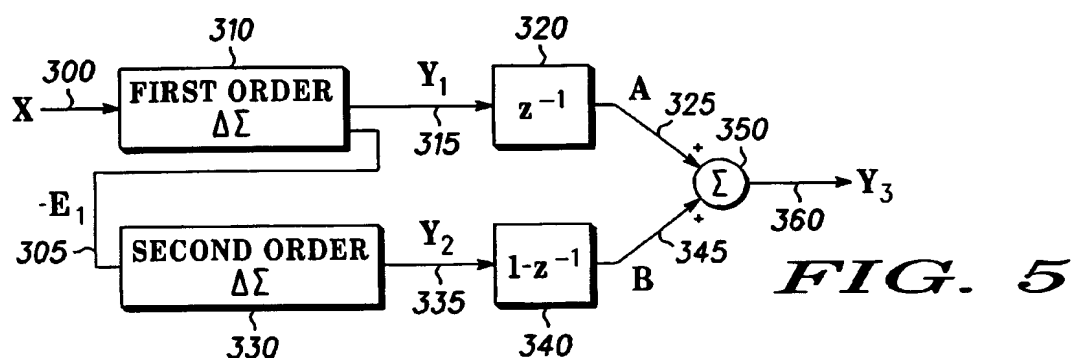 310
320
X
300
FIRST ORDER
ΔΣ
Y1
315
z⁻¹
A
325
350
+
Σ
Y3
360
-E1
305
SECOND ORDER
ΔΣ
Y2
335
1-z⁻¹
+
345
B
330
340
FIG. 5